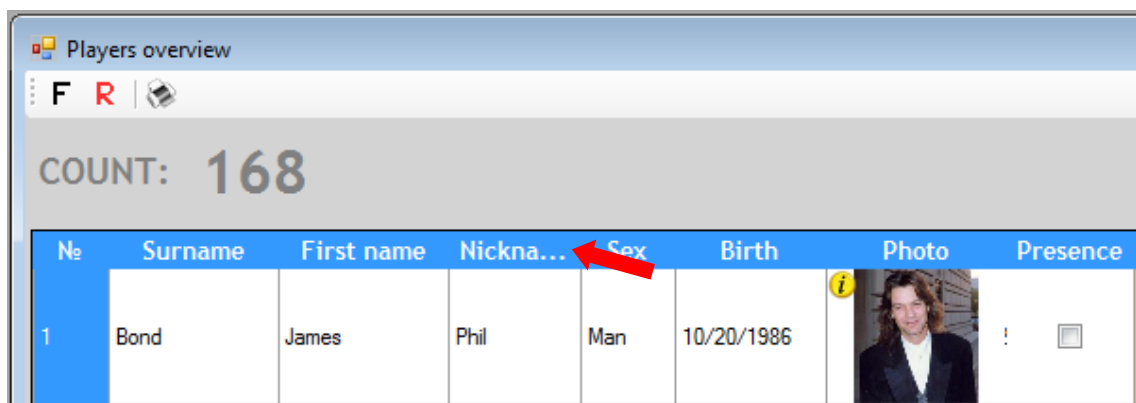 Players overview
F R
COUNT: 168
№ Surname First name Nickna... Sex Birth Photo Presence
1 Bond James Phil Man 10/20/1986